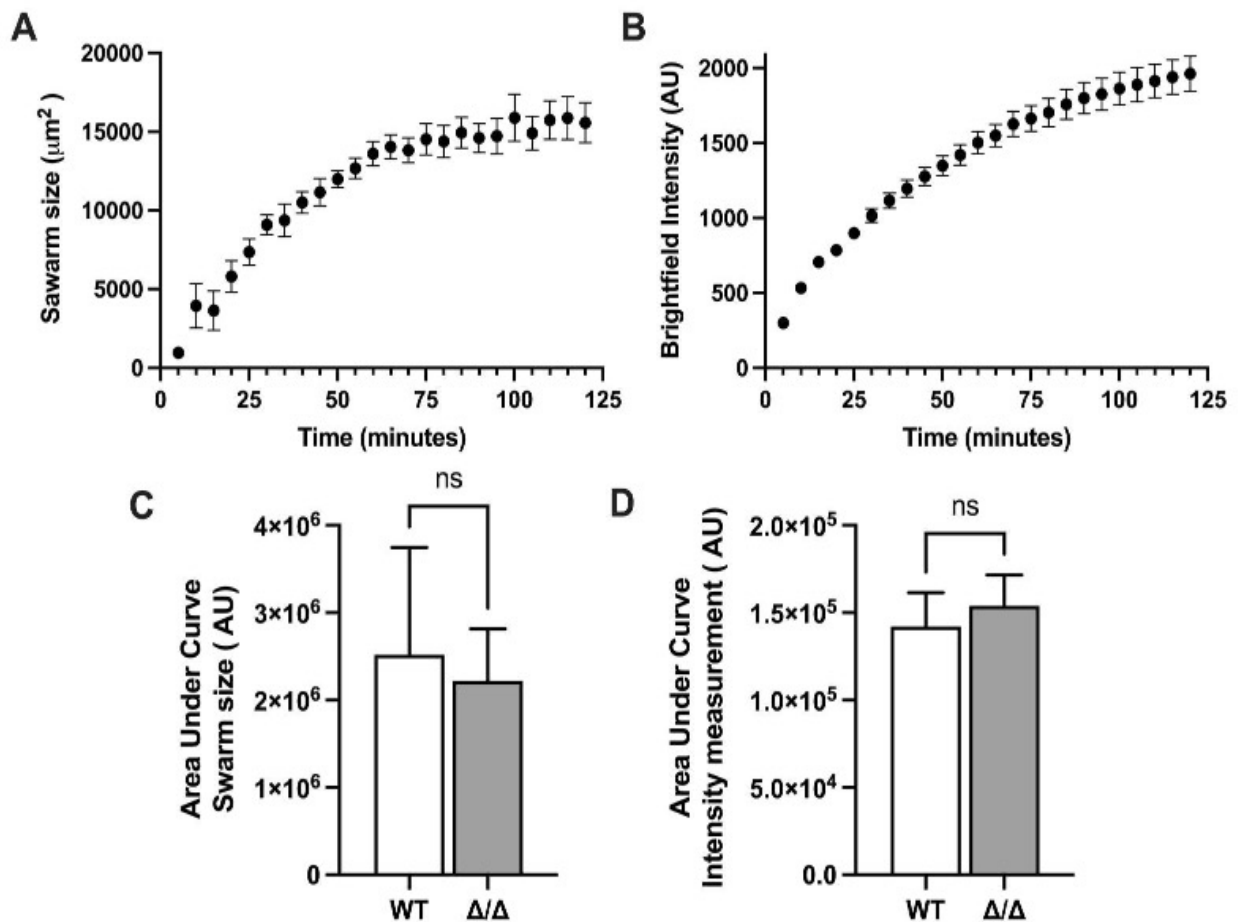 A
B
Sawarm size (μm²)
20000
15000
10000
5000
0
0 25 50 75 100 125
Time (minutes)
Brightfield Intensity (AU)
2000
1500
1000
500
0
0 25 50 75 100 125
Time (minutes)
C
D
ns
Area Under Curve
Swarm size ( AU)
4×10⁶
3×10⁶
2×10⁶
1×10⁶
0
WT Δ/Δ
ns
Area Under Curve
Intensity measurement ( AU)
2.0×10⁵
1.5×10⁵
1.0×10⁵
5.0×10⁴
0.0
WT Δ/Δ